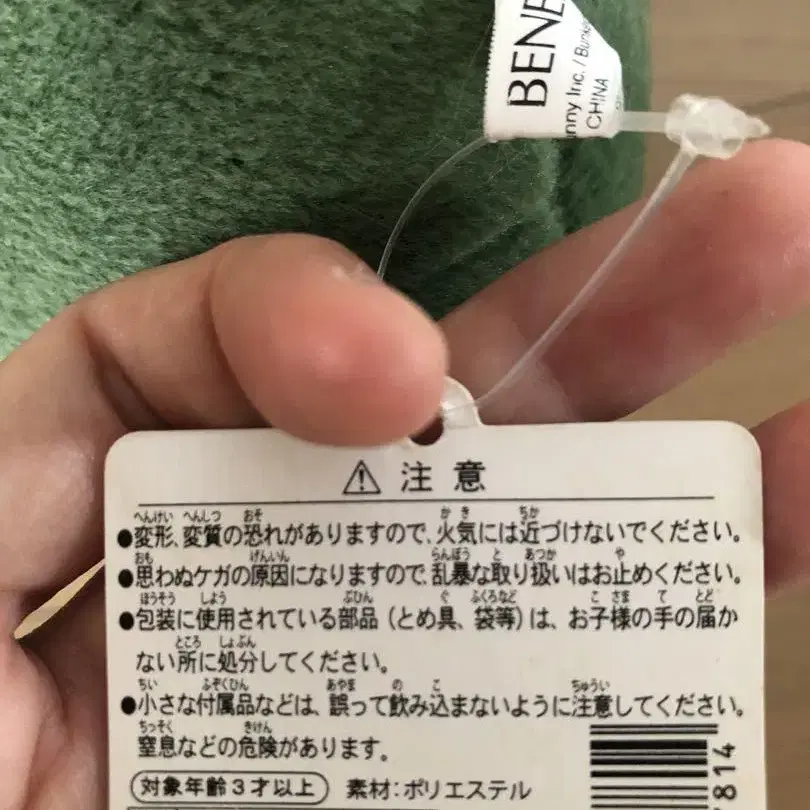 BENE
nny Inc. / Bunka
CHINA
⚠ 注意
●変形、変質の恐れがありますので、火気には近づけないでください。
●思わぬケガの原因になりますので、乱暴な取り扱いはお止めください。
●包装に使用されている部品（とめ具、袋等）は、お子様の手の届か
ない所に処分してください。
●小さな付属品などは、誤って飲み込まないように注意してください。
窒息などの危険があります。
対象年齢3才以上 素材：ポリエステル
814